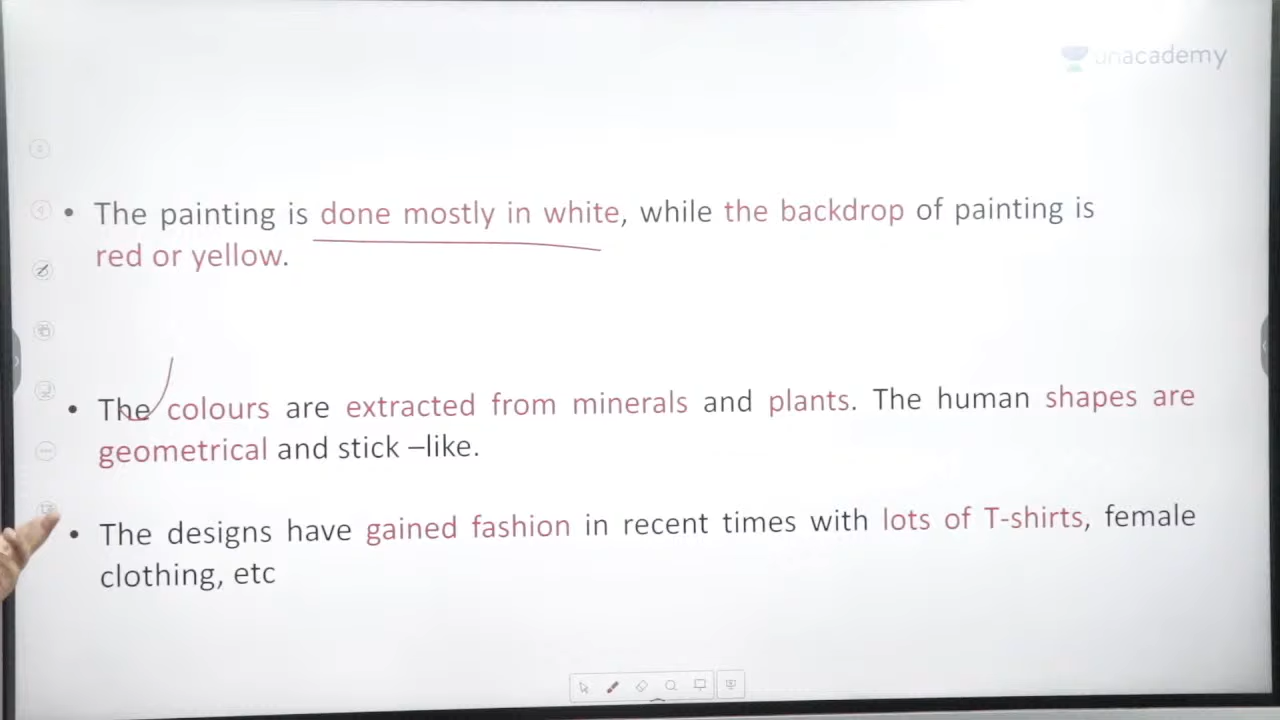 unacademy
• The painting is done mostly in white, while the backdrop of painting is
red or yellow.
• The colours are extracted from minerals and plants. The human shapes are
geometrical and stick –like.
• The designs have gained fashion in recent times with lots of T-shirts, female
clothing, etc